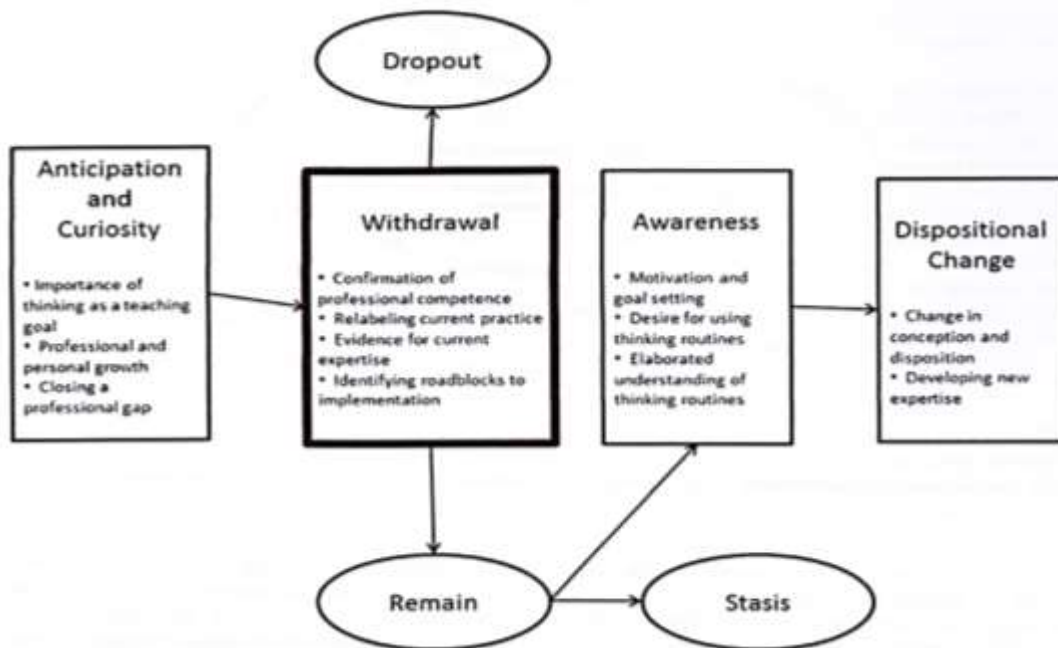 Dropout
Anticipation
and
Curiosity
• Importance of
thinking as a teaching
goal
• Professional and
personal growth
• Closing a
professional gap
Withdrawal
• Confirmation of
professional competence
• Relabeling current practice
• Evidence for current
expertise
• Identifying roadblocks to
implementation
Awareness
• Motivation and
goal setting
• Desire for using
thinking routines
• Elaborated
understanding of
thinking routines
Dispositional
Change
• Change in
conception and
disposition
• Developing new
expertise
Remain
Stasis